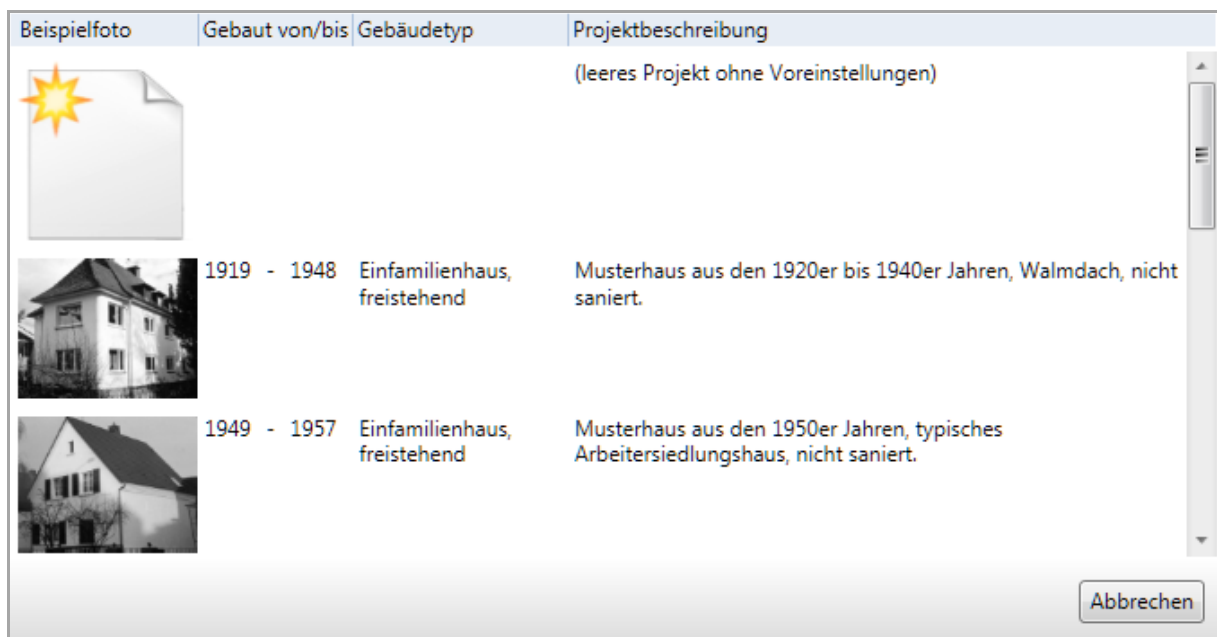 Beispielfoto Gebaut von/bis Gebäudetyp Projektbeschreibung
(leeres Projekt ohne Voreinstellungen)
1919 - 1948 Einfamilienhaus, Musterhaus aus den 1920er bis 1940er Jahren, Walmdach, nicht
freistehend saniert.
1949 - 1957 Einfamilienhaus, Musterhaus aus den 1950er Jahren, typisches
freistehend Arbeitersiedlungshaus, nicht saniert.
Abbrechen